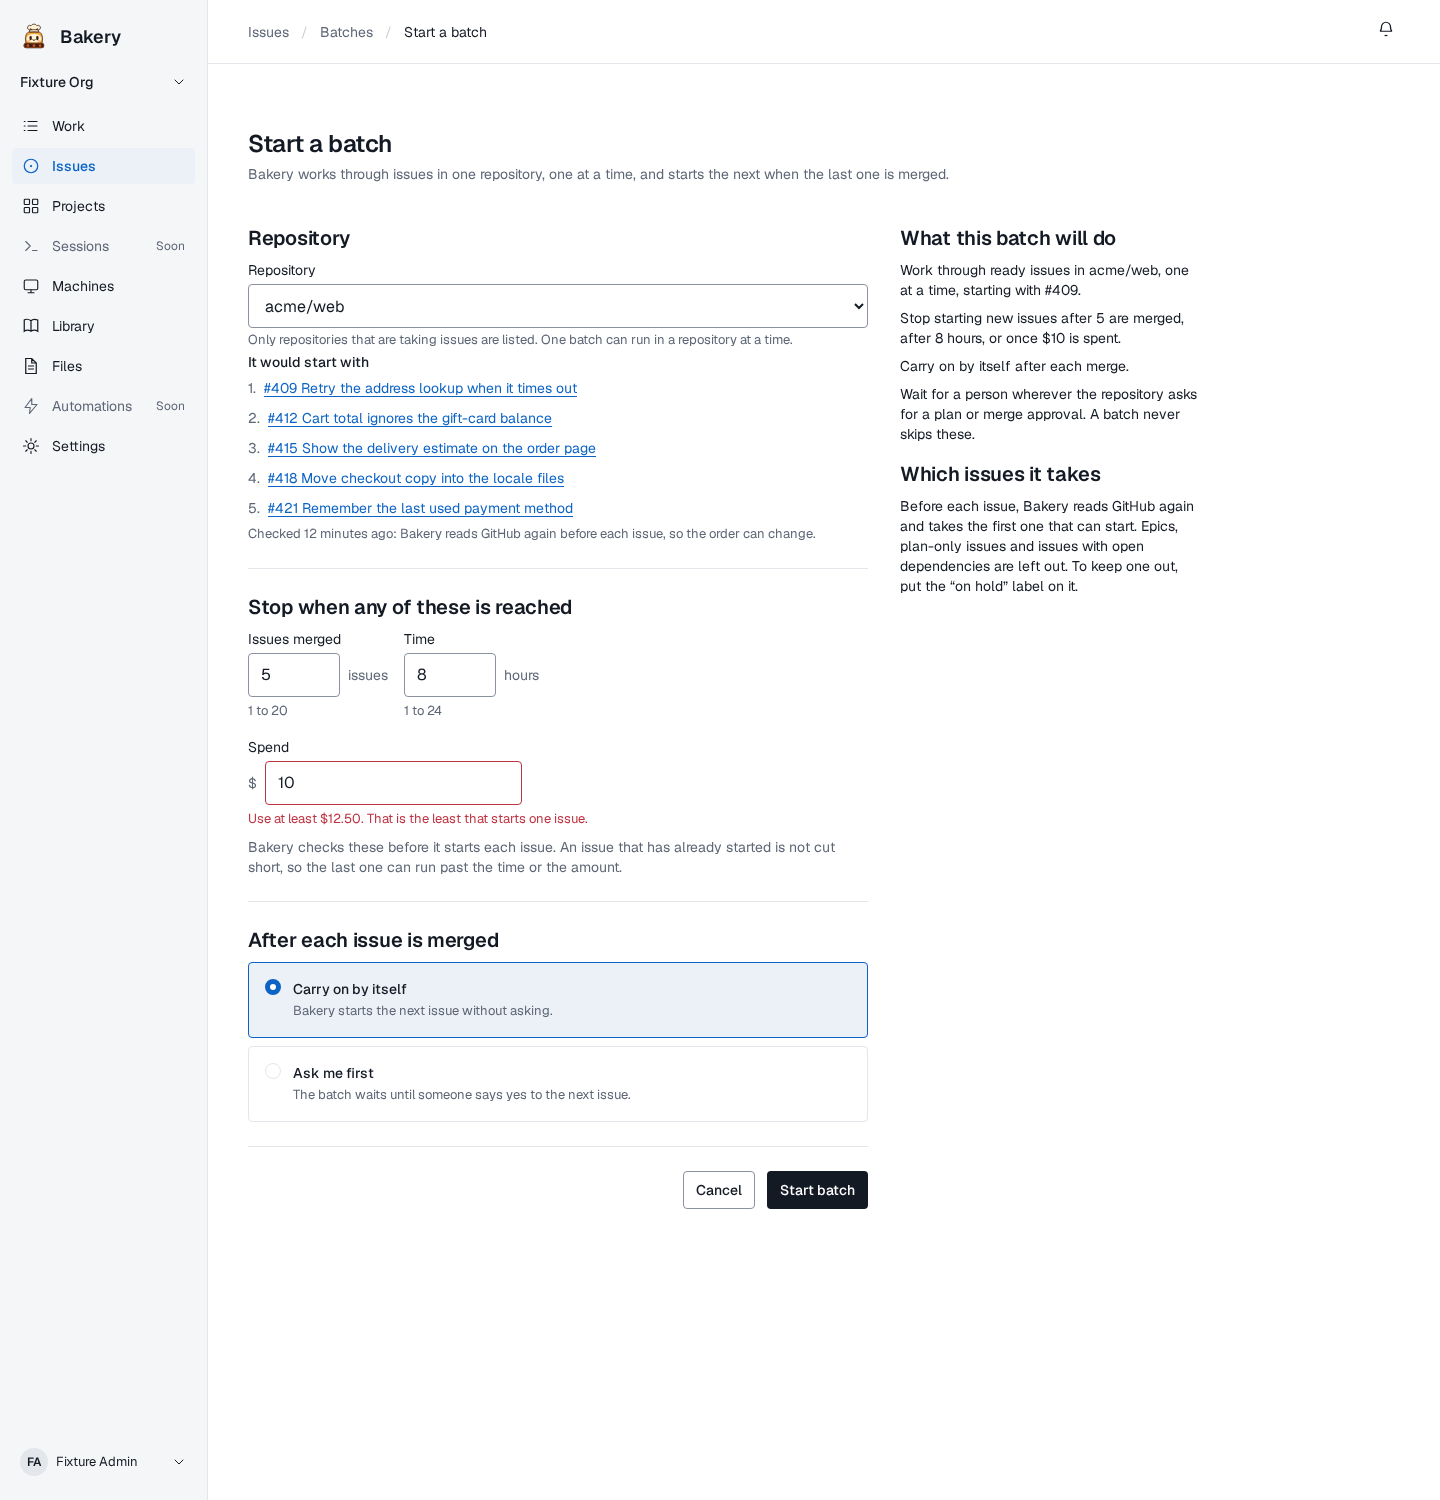 Bakery
Fixture Org
Work
Issues
Projects
Sessions Soon
Machines
Library
Files
Automations Soon
Settings
FA Fixture Admin
Issues / Batches / Start a batch
Start a batch
Bakery works through issues in one repository, one at a time, and starts the next when the last one is merged.
Repository
Repository
acme/web
Only repositories that are taking issues are listed. One batch can run in a repository at a time.
It would start with
1. #409 Retry the address lookup when it times out
2. #412 Cart total ignores the gift-card balance
3. #415 Show the delivery estimate on the order page
4. #418 Move checkout copy into the locale files
5. #421 Remember the last used payment method
Checked 12 minutes ago: Bakery reads GitHub again before each issue, so the order can change.
Stop when any of these is reached
Issues merged Time
5 issues 8 hours
1 to 20 1 to 24
Spend
$ 10
Use at least $12.50. That is the least that starts one issue.
Bakery checks these before it starts each issue. An issue that has already started is not cut
short, so the last one can run past the time or the amount.
After each issue is merged
Carry on by itself
Bakery starts the next issue without asking.
Ask me first
The batch waits until someone says yes to the next issue.
Cancel Start batch
What this batch will do
Work through ready issues in acme/web, one
at a time, starting with #409.
Stop starting new issues after 5 are merged,
after 8 hours, or once $10 is spent.
Carry on by itself after each merge.
Wait for a person wherever the repository asks
for a plan or merge approval. A batch never
skips these.
Which issues it takes
Before each issue, Bakery reads GitHub again
and takes the first one that can start. Epics,
plan-only issues and issues with open
dependencies are left out. To keep one out,
put the “on hold” label on it.